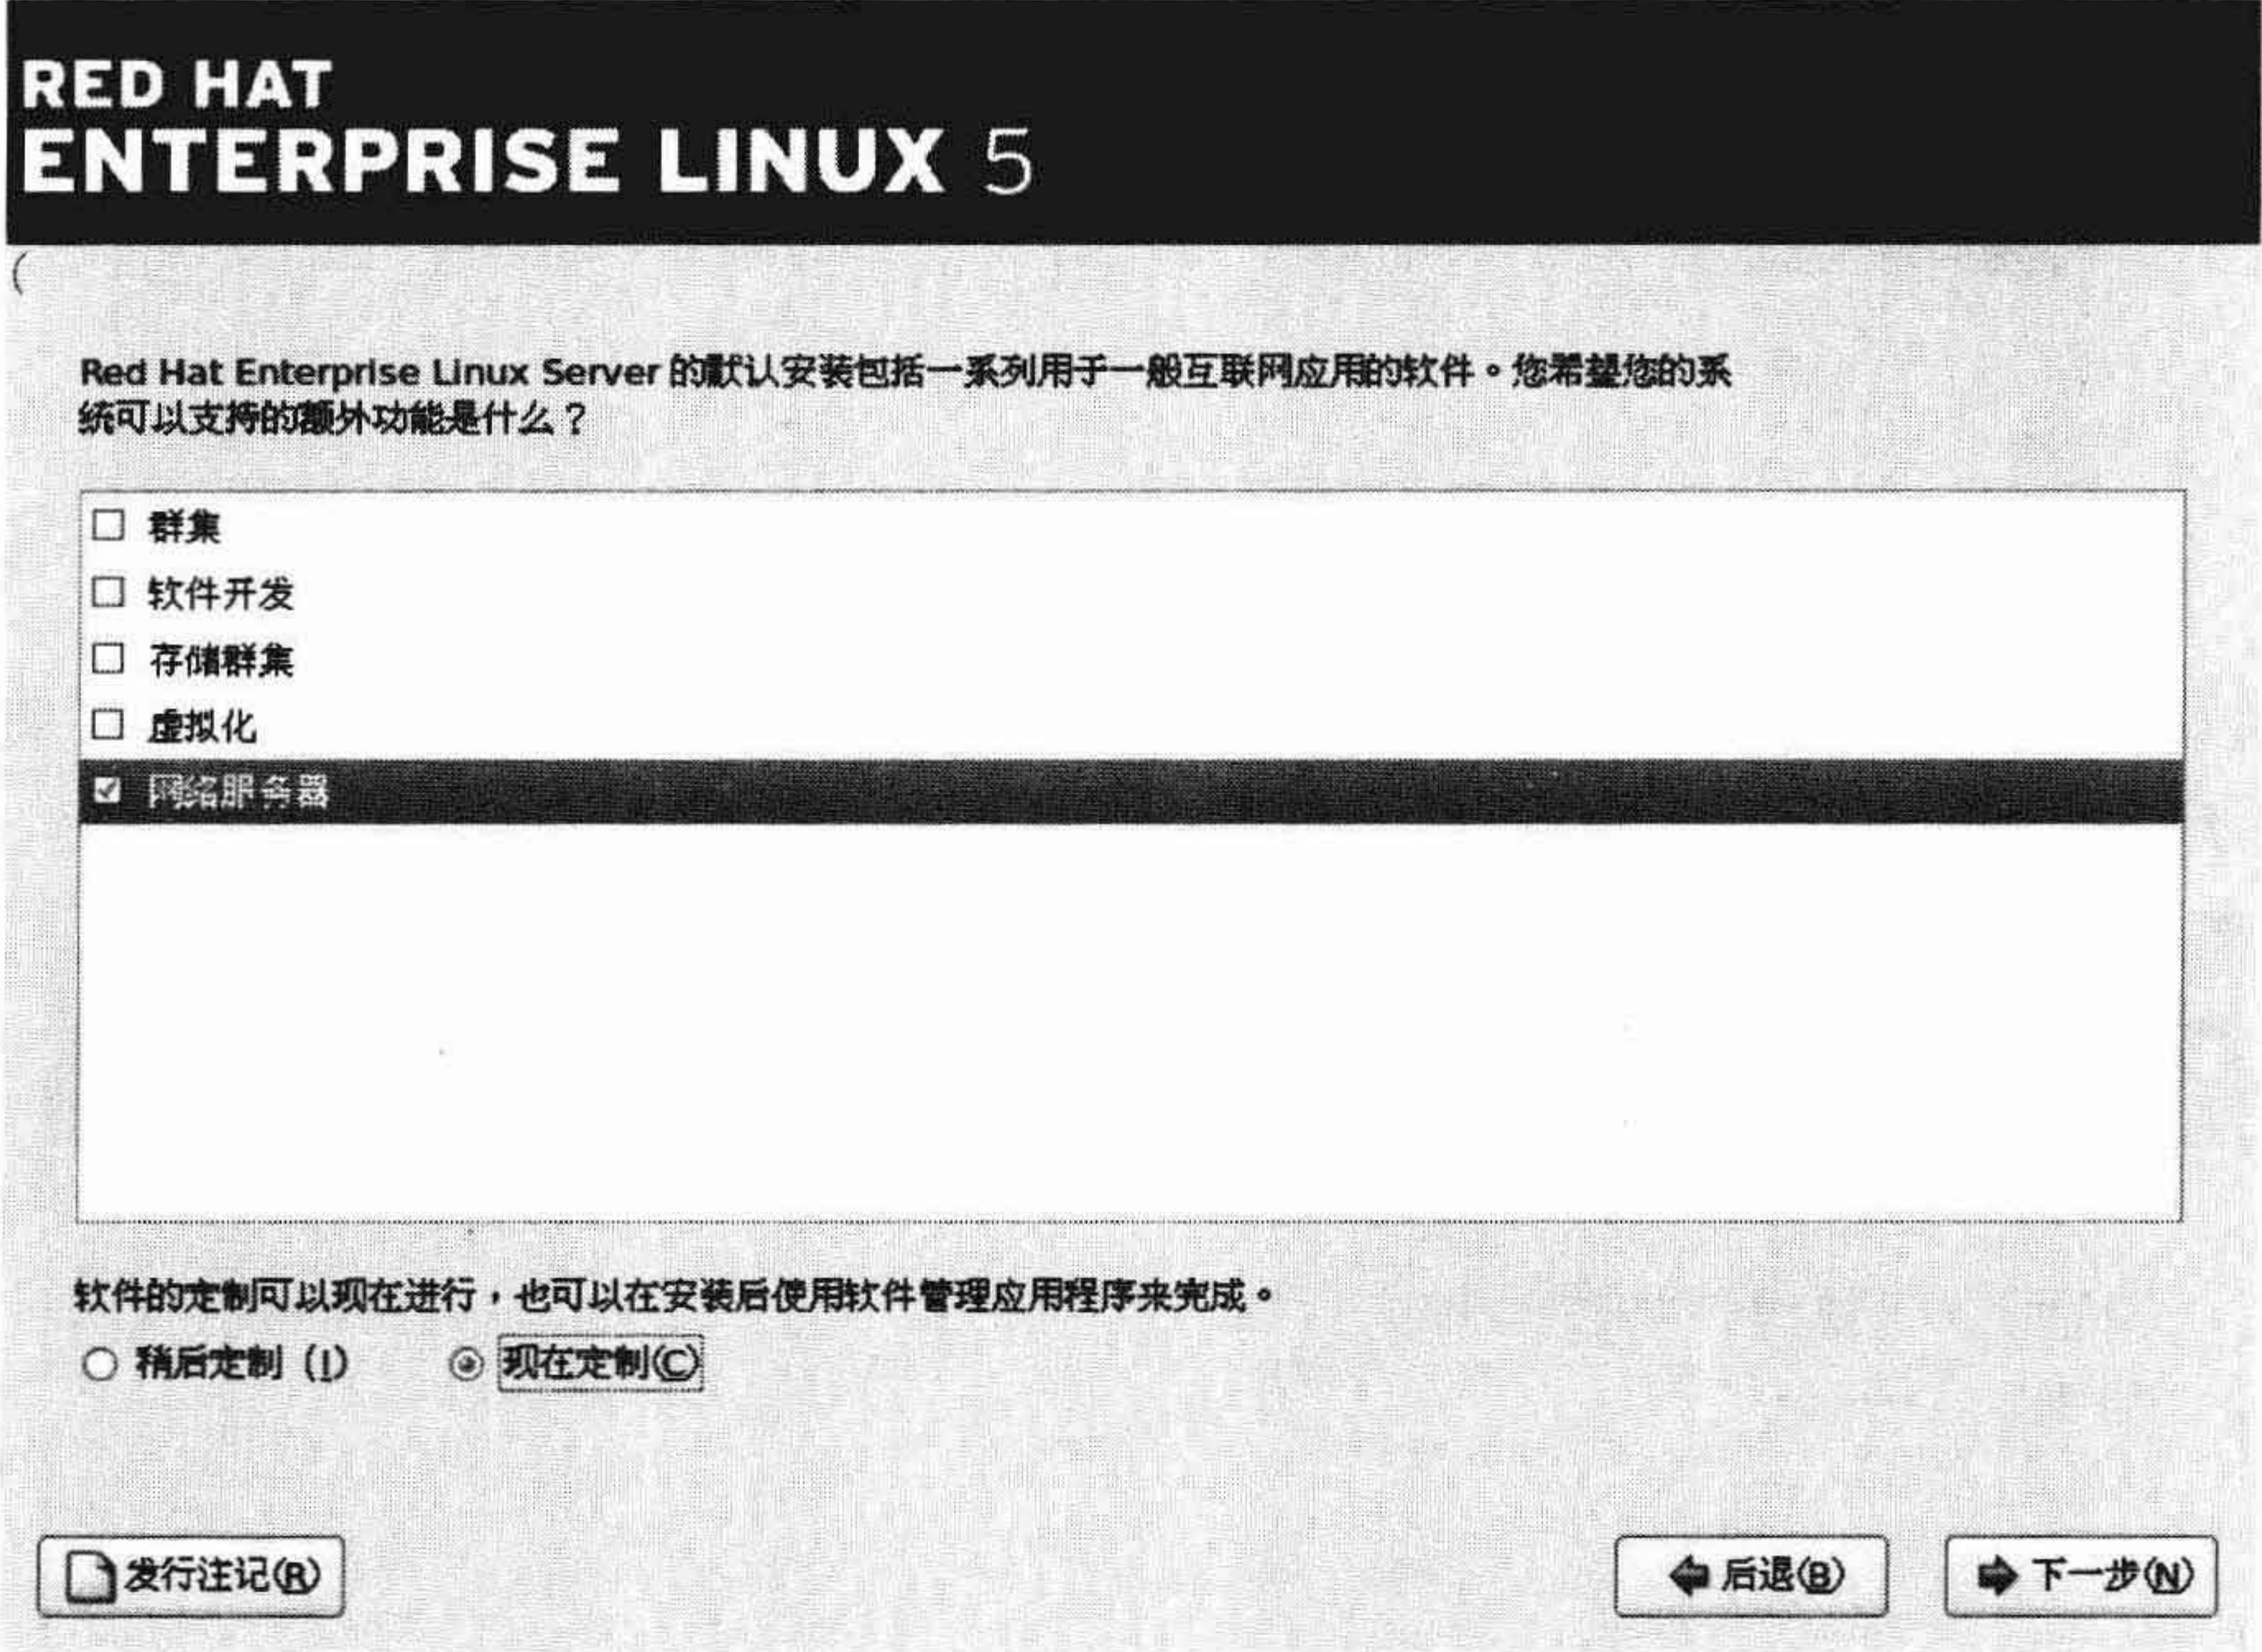 RED HAT
ENTERPRISE LINUX 5
Red Hat Enterprise Linux Server 的默认安装包括一系列用于一般互联网应用的软件。您希望您的系
统可以支持的额外功能是什么？
群集
软件开发
存储群集
虚拟化
网络服务器
软件的定制可以现在进行，也可以在安装后使用软件管理应用程序来完成。
稍后定制 (I) 现在定制(C)
发行注记(R) 后退(B) 下一步(N)